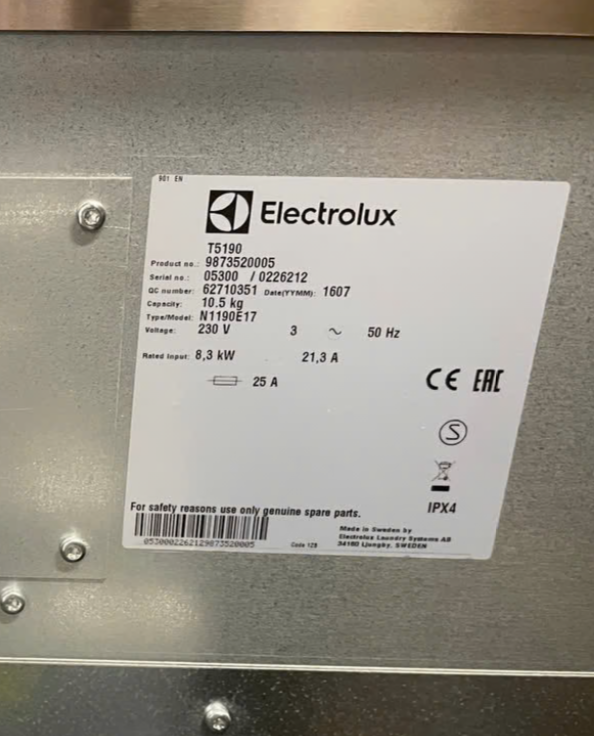 901 EN
Electrolux
T5190
Product no.: 9873520005
Serial no.: 05300 / 0226212
QC number: 62710351 Date(YYMM): 1607
Capacity: 10.5 kg
Type/Model: N1190E17
Voltage: 230 V 3 ~ 50 Hz
Rated Input: 8,3 kW 21,3 A
25 A
CE EAC
S
IPX4
For safety reasons use only genuine spare parts.
0530002262129873520005 Code 128
Made in Sweden by
Electrolux Laundry Systems AB
34180 Ljungby, SWEDEN